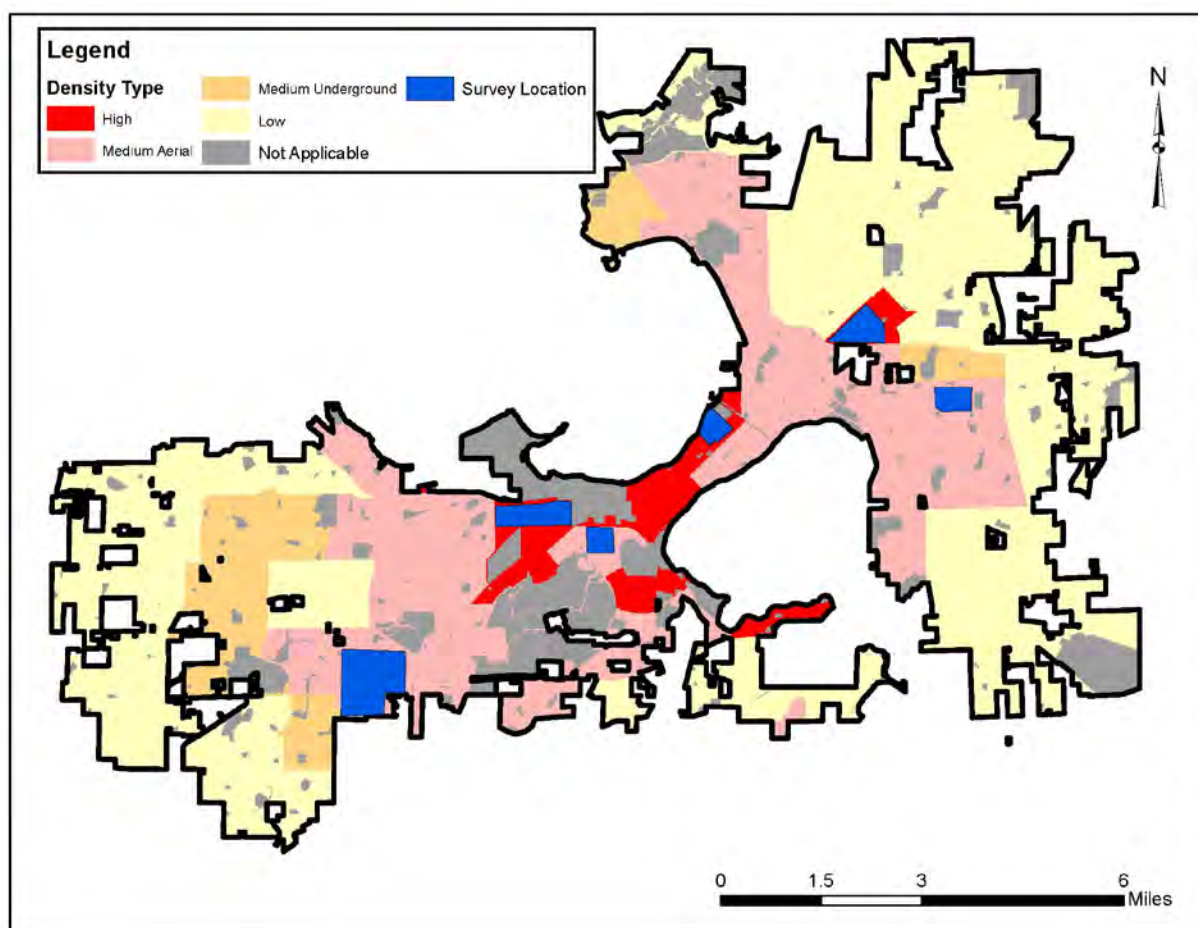 Legend
Density Type
High
Medium Aerial
Medium Underground
Low
Not Applicable
Survey Location
N
0 1.5 3 6
Miles